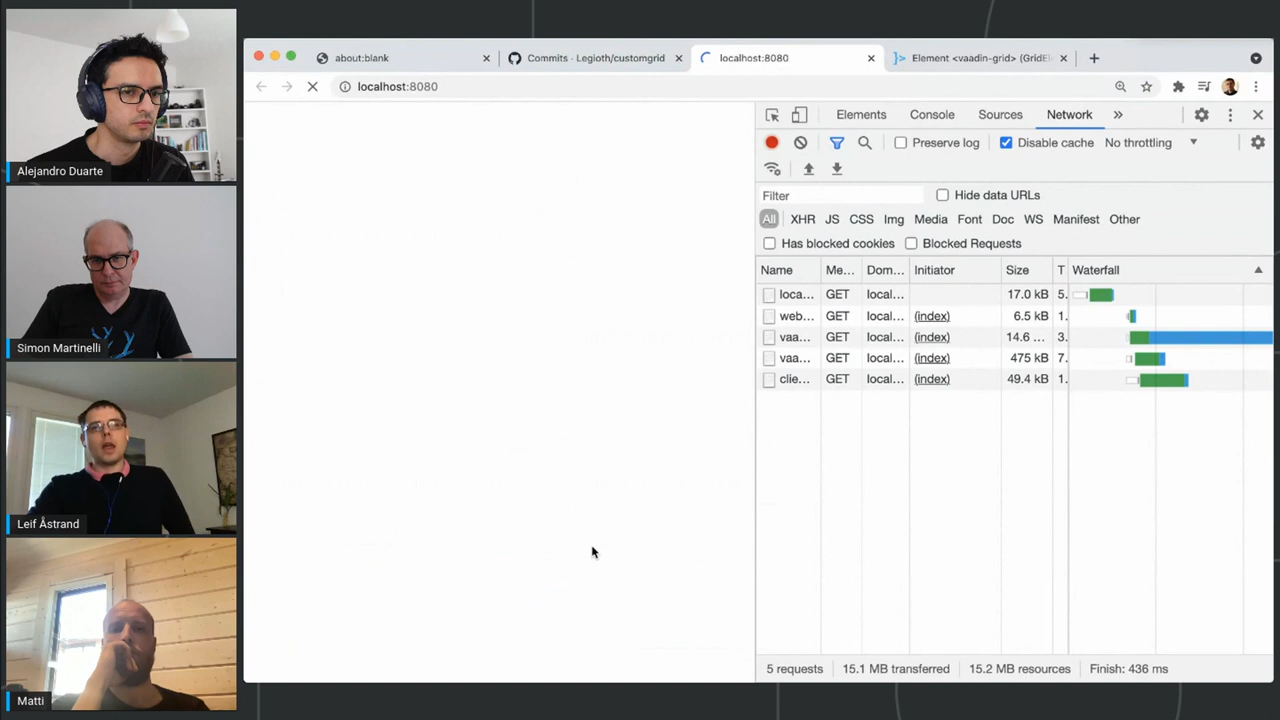 Alejandro Duarte
Simon Martinelli
Leif Åstrand
Matti
about:blank
Commits · Legioth/customgrid
localhost:8080
Element <vaadin-grid> (GridEl
localhost:8080
Elements Console Sources Network »
Preserve log Disable cache No throttling
Filter Hide data URLs
All XHR JS CSS Img Media Font Doc WS Manifest Other
Has blocked cookies Blocked Requests
Name Me... Dom... Initiator Size T Waterfall
loca... GET local... 17.0 kB 5.
web... GET local... (index) 6.5 kB 1.
vaa... GET local... (index) 14.6 ... 3.
vaa... GET local... (index) 475 kB 7.
clie... GET local... (index) 49.4 kB 1.
5 requests 15.1 MB transferred 15.2 MB resources Finish: 436 ms